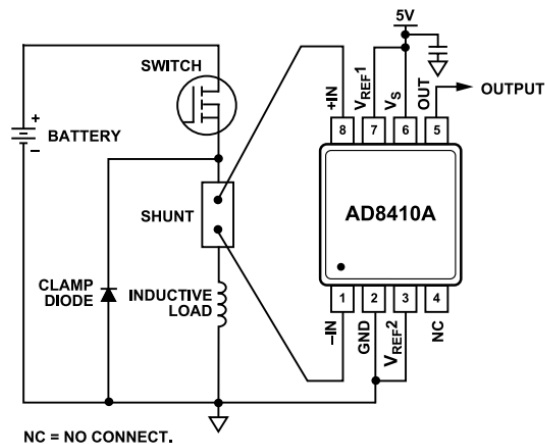 5V
SWITCH
+IN
VREF1
VS
OUT
OUTPUT
8
7
6
5
+
BATTERY
–
SHUNT
AD8410A
CLAMP
DIODE
INDUCTIVE
LOAD
1
2
3
4
–IN
GND
VREF2
NC
NC = NO CONNECT.